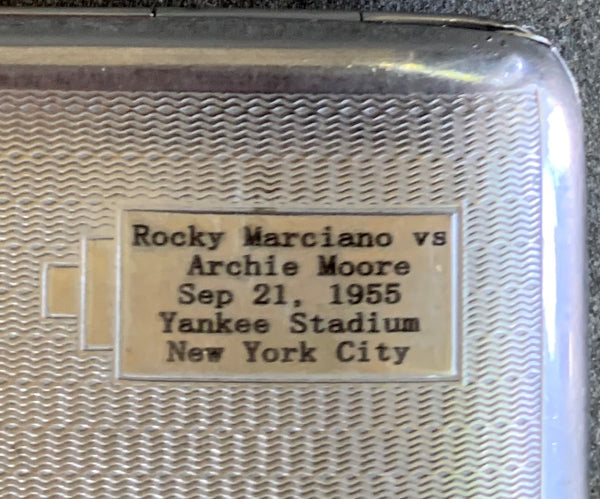 Rocky Marciano vs
Archie Moore
Sep 21, 1955
Yankee Stadium
New York City